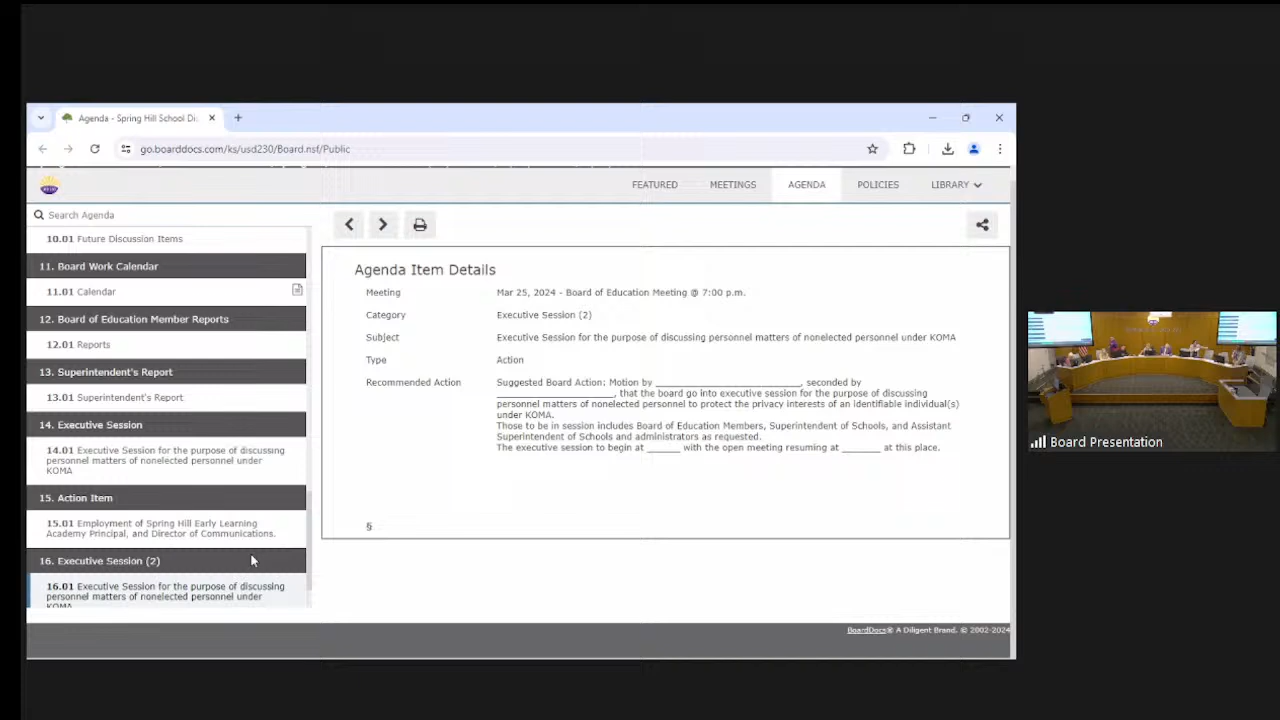 Agenda - Spring Hill School Di
go.boarddocs.com/ks/usd230/Board.nsf/Public
FEATURED
MEETINGS
AGENDA
POLICIES
LIBRARY
Search Agenda
10.01 Future Discussion Items
11. Board Work Calendar
11.01 Calendar
12. Board of Education Member Reports
12.01 Reports
13. Superintendent's Report
13.01 Superintendent's Report
14. Executive Session
14.01 Executive Session for the purpose of discussing
personnel matters of nonelected personnel under
KOMA
15. Action Item
15.01 Employment of Spring Hill Early Learning
Academy Principal, and Director of Communications.
16. Executive Session (2)
16.01 Executive Session for the purpose of discussing
personnel matters of nonelected personnel under
KOMA
Agenda Item Details
Meeting Mar 25, 2024 - Board of Education Meeting @ 7:00 p.m.
Category Executive Session (2)
Subject Executive Session for the purpose of discussing personnel matters of nonelected personnel under KOMA
Type Action
Recommended Action Suggested Board Action: Motion by _________________________, seconded by
____________________, that the board go into executive session for the purpose of discussing
personnel matters of nonelected personnel to protect the privacy interests of an identifiable individual(s)
under KOMA.
Those to be in session includes Board of Education Members, Superintendent of Schools, and Assistant
Superintendent of Schools and administrators as requested.
The executive session to begin at ______ with the open meeting resuming at _______ at this place.
§
BoardDocs® A Diligent Brand. © 2002-2024
Board Presentation